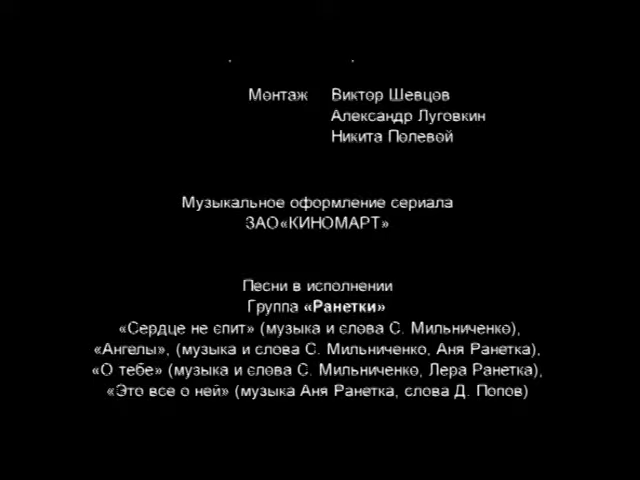 Монтаж Виктор Шевцов
Александр Луговкин
Никита Полевой
Музыкальное оформление сериала
ЗАО«КИНОМАРТ»
Песни в исполнении
Группа «Ранетки»
«Сердце не спит» (музыка и слова С. Мильниченко),
«Ангелы», (музыка и слова С. Мильниченко, Аня Ранетка),
«О тебе» (музыка и слова С. Мильниченко, Лера Ранетка),
«Это все о ней» (музыка Аня Ранетка, слова Д. Попов)